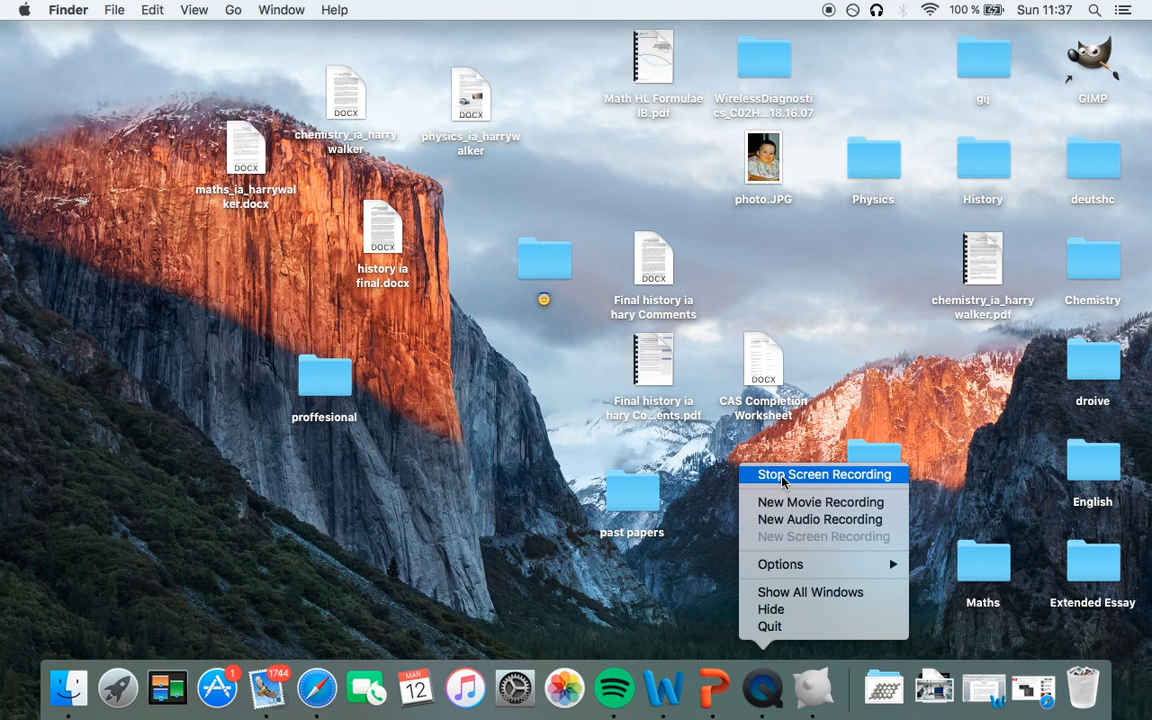 Finder File Edit View Go Window Help
100 % Sun 11:37
Math HL Formulae
IB.pdf
WirelessDiagnosti
cs_C02H...18.16.07
gij
GIMP
chemistry_ia_harry
walker
DOCX
physics_ia_harryw
alker
DOCX
maths_ia_harrywal
ker.docx
DOCX
photo.JPG
Physics
History
deutshc
history ia
final.docx
DOCX
Final history ia
hary Comments
DOCX
chemistry_ia_harry
walker.pdf
Chemistry
proffesional
Final history ia
hary Co...ents.pdf
CAS Completion
Worksheet
DOCX
droive
past papers
English
Maths
Extended Essay
Stop Screen Recording
New Movie Recording
New Audio Recording
New Screen Recording
Options
Show All Windows
Hide
Quit
1
1744
MAR
12